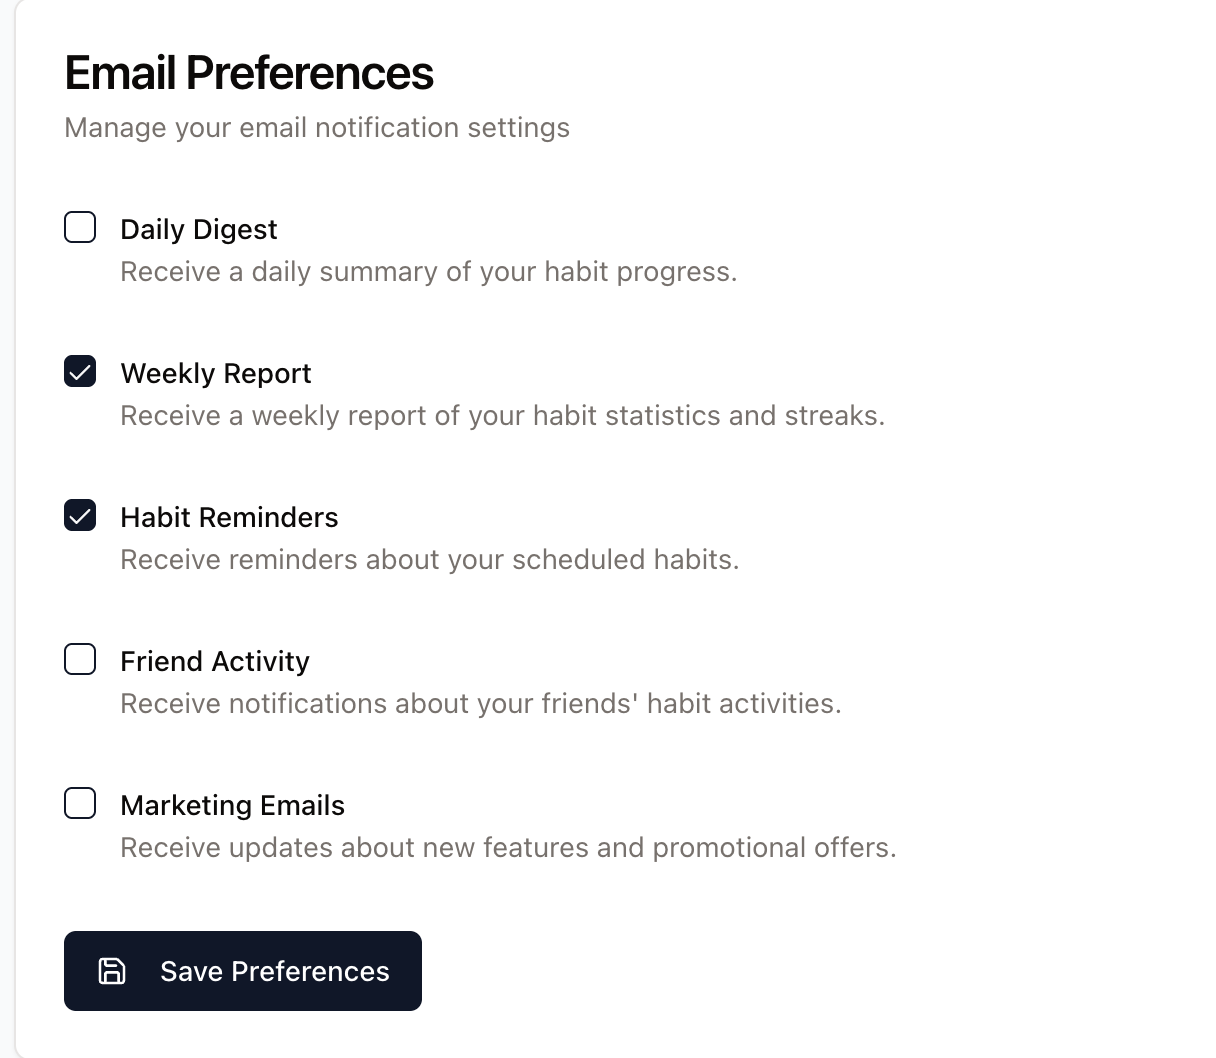 Email Preferences
Manage your email notification settings
Daily Digest
Receive a daily summary of your habit progress.
Weekly Report
Receive a weekly report of your habit statistics and streaks.
Habit Reminders
Receive reminders about your scheduled habits.
Friend Activity
Receive notifications about your friends' habit activities.
Marketing Emails
Receive updates about new features and promotional offers.
Save Preferences